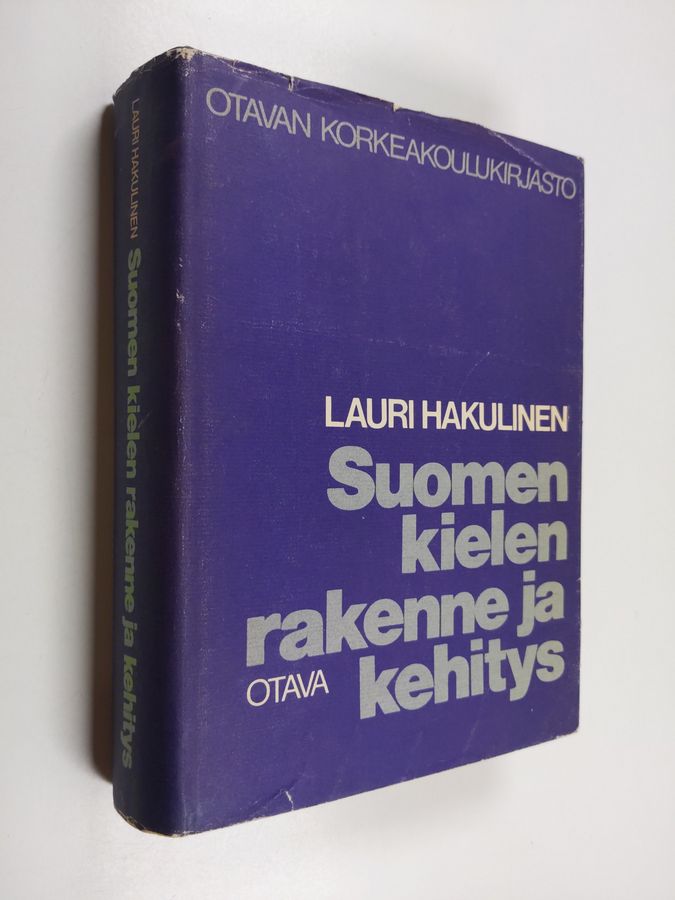 LAURI HAKULINEN Suomen kielen rakenne ja kehitys
OTAVAN KORKEAKOULUKIRJASTO
LAURI HAKULINEN
Suomen
kielen
rakenne ja
kehitys
OTAVA